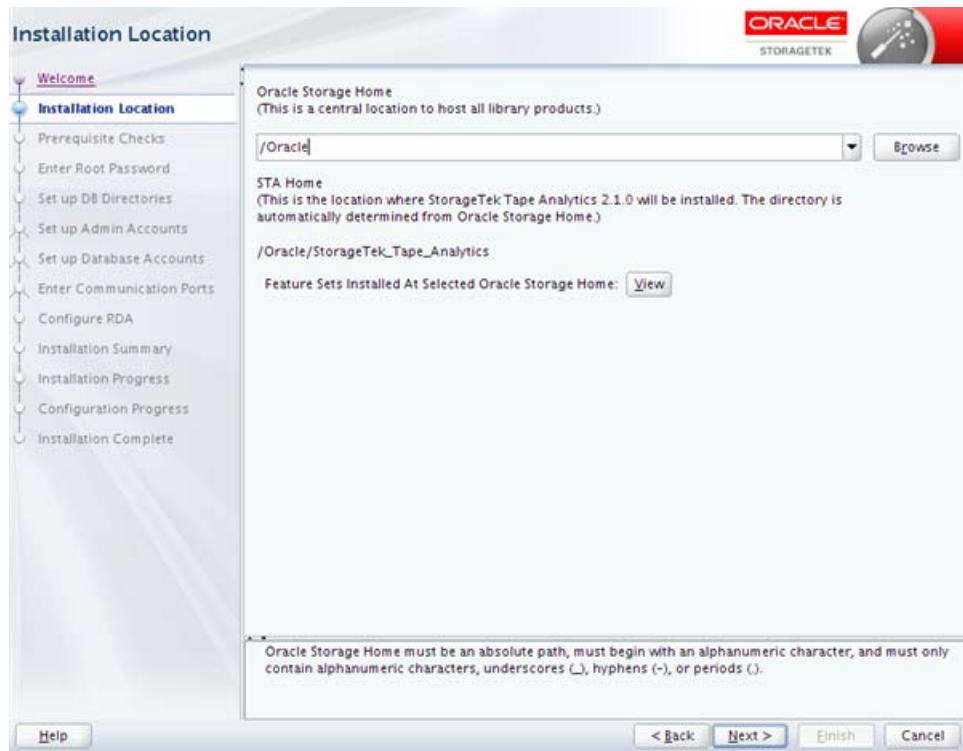 Installation Location
ORACLE
STORAGETEK
Welcome
Installation Location
Prerequisite Checks
Enter Root Password
Set up DB Directories
Set up Admin Accounts
Set up Database Accounts
Enter Communication Ports
Configure RDA
Installation Summary
Installation Progress
Configuration Progress
Installation Complete
Oracle Storage Home
(This is a central location to host all library products.)
/Oracle
Browse
STA Home
(This is the location where StorageTek Tape Analytics 2.1.0 will be installed. The directory is
automatically determined from Oracle Storage Home.)
/Oracle/StorageTek_Tape_Analytics
Feature Sets Installed At Selected Oracle Storage Home: View
Oracle Storage Home must be an absolute path, must begin with an alphanumeric character, and must only
contain alphanumeric characters, underscores (_), hyphens (-), or periods (.).
Help
< Back
Next >
Finish
Cancel